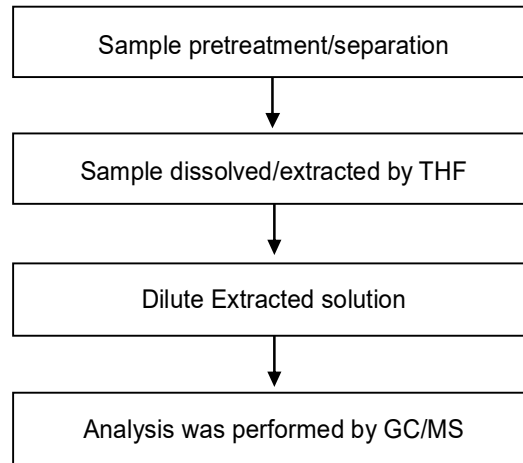 Sample pretreatment/separation
Sample dissolved/extracted by THF
Dilute Extracted solution
Analysis was performed by GC/MS